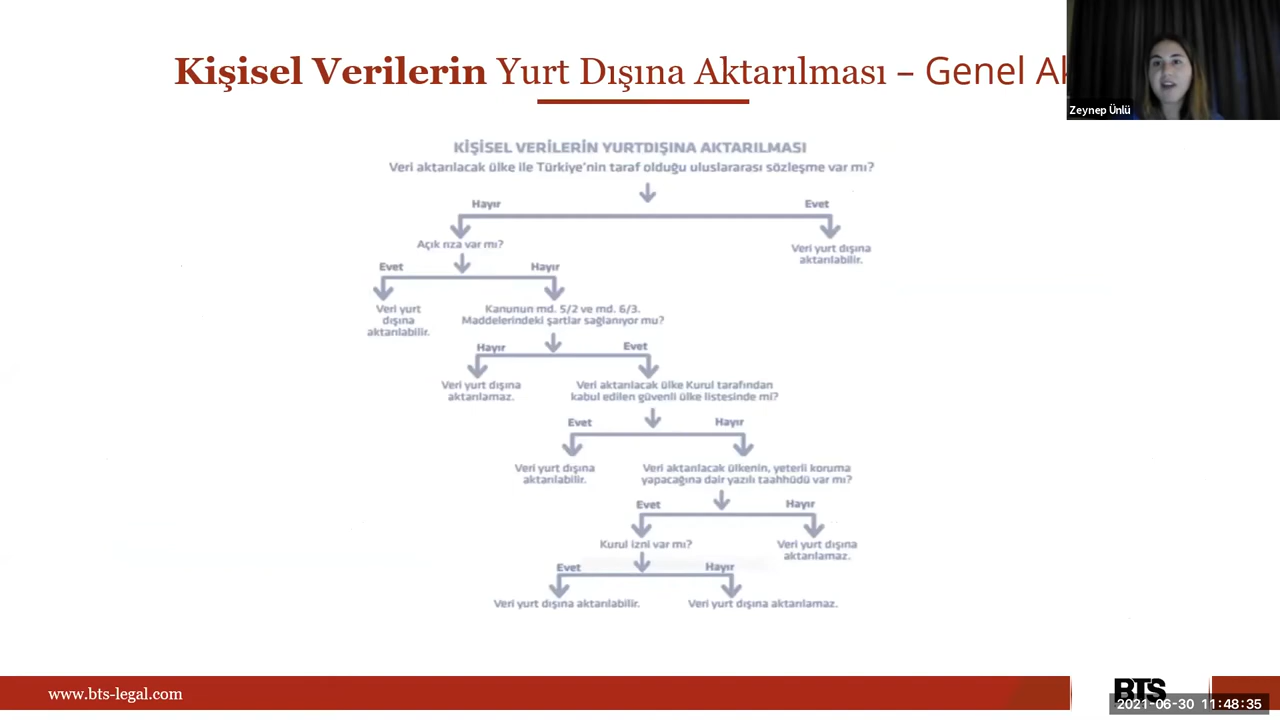 Kişisel Verilerin Yurt Dışına Aktarılması – Genel
Zeynep Ünlü
KİŞİSEL VERİLERİN YURTDIŞINA AKTARILMASI
Veri aktarılacak ülke ile Türkiye'nin taraf olduğu uluslararası sözleşme var mı?
Hayır
Evet
Açık rıza var mı?
Veri yurt dışına
aktarılabilir.
Evet
Hayır
Veri yurt
dışına
aktarılabilir.
Kanunun md. 5/2 ve md. 6/3.
Maddelerindeki şartlar sağlanıyor mu?
Hayır
Evet
Veri yurt dışına
aktarılamaz.
Veri aktarılacak ülke Kurul tarafından
kabul edilen güvenli ülke listesinde mi?
Evet
Hayır
Veri yurt dışına
aktarılabilir.
Veri aktarılacak ülkenin, yeterli koruma
yapacağına dair yazılı taahhüdü var mı?
Evet
Hayır
Kurul izni var mı?
Veri yurt dışına
aktarılamaz.
Evet
Hayır
Veri yurt dışına aktarılabilir.
Veri yurt dışına aktarılamaz.
www.bts-legal.com
BTS
2021-06-30 11:48:35